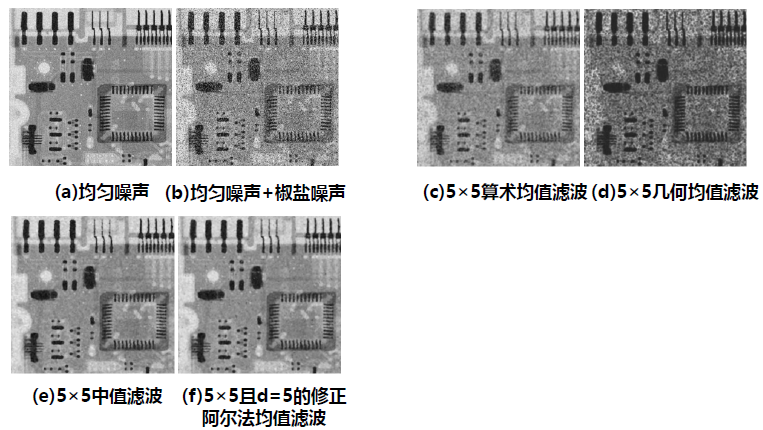 (a)均匀噪声
(b)均匀噪声+椒盐噪声
(c)5×5算术均值滤波
(d)5×5几何均值滤波
(e)5×5中值滤波
(f)5×5且d=5的修正
阿尔法均值滤波